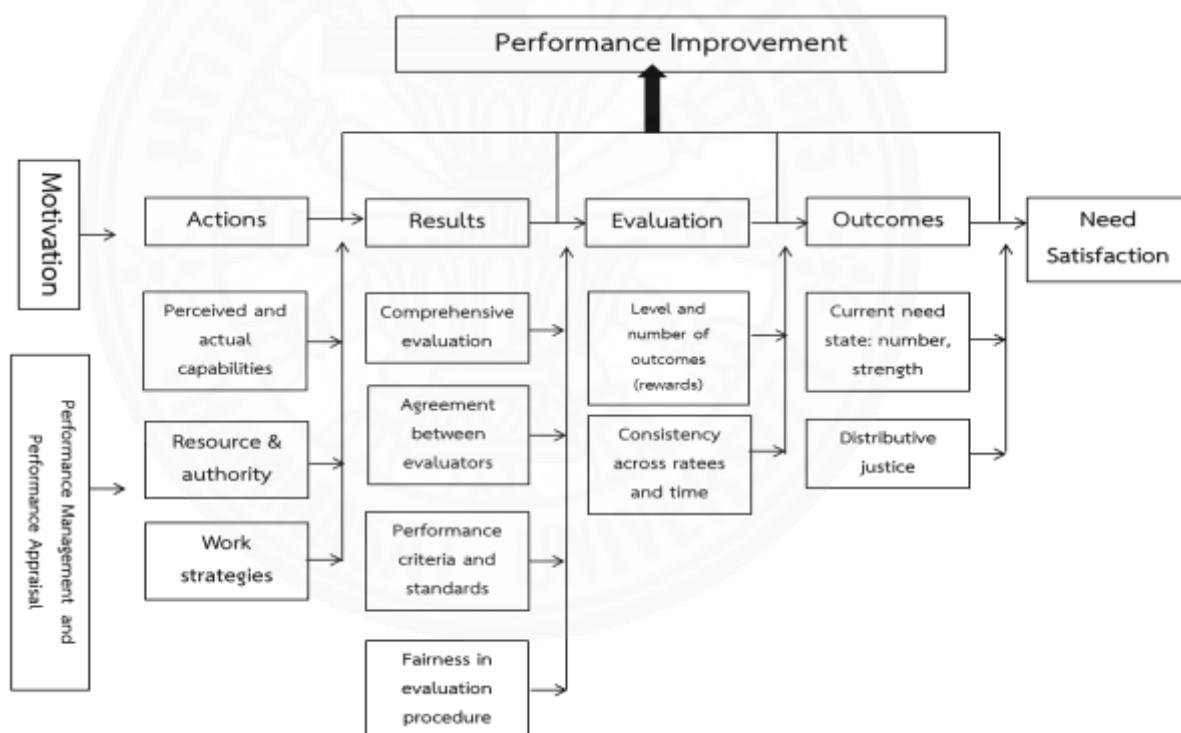 Performance Improvement
Motivation
Actions
Results
Evaluation
Outcomes
Need
Satisfaction
Performance Management and
Performance Appraisal
Perceived and
actual
capabilities
Resource &
authority
Work
strategies
Comprehensive
evaluation
Agreement
between
evaluators
Performance
criteria and
standards
Fairness in
evaluation
procedure
Level and
number of
outcomes
(rewards)
Consistency
across ratees
and time
Current need
state: number,
strength
Distributive
justice